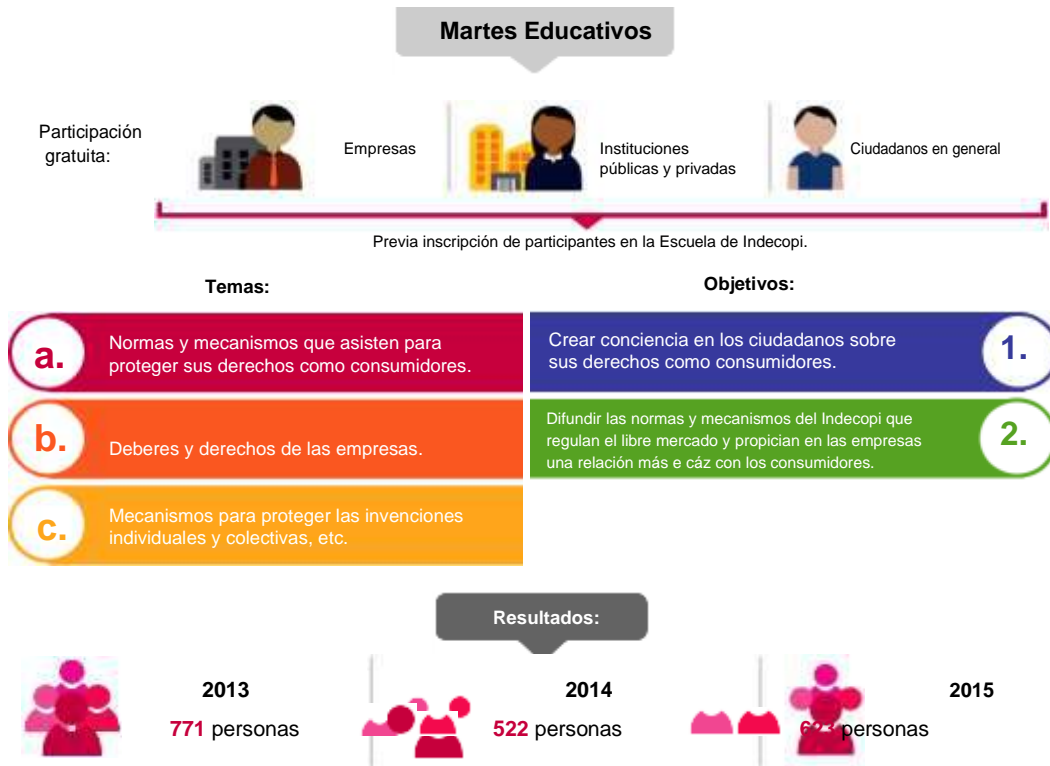 Martes Educativos
Participación
gratuita:
Empresas
Instituciones
públicas y privadas
Ciudadanos en general
Previa inscripción de participantes en la Escuela de Indecopi.
Temas:
a.
Normas y mecanismos que asisten para
proteger sus derechos como consumidores.
b.
Deberes y derechos de las empresas.
c.
Mecanismos para proteger las invenciones
individuales y colectivas, etc.
Objetivos:
Crear conciencia en los ciudadanos sobre
sus derechos como consumidores.
1.
Difundir las normas y mecanismos del Indecopi que
regulan el libre mercado y propician en las empresas
una relación más e cáz con los consumidores.
2.
Resultados:
2013
771 personas
2014
522 personas
2015
623 personas